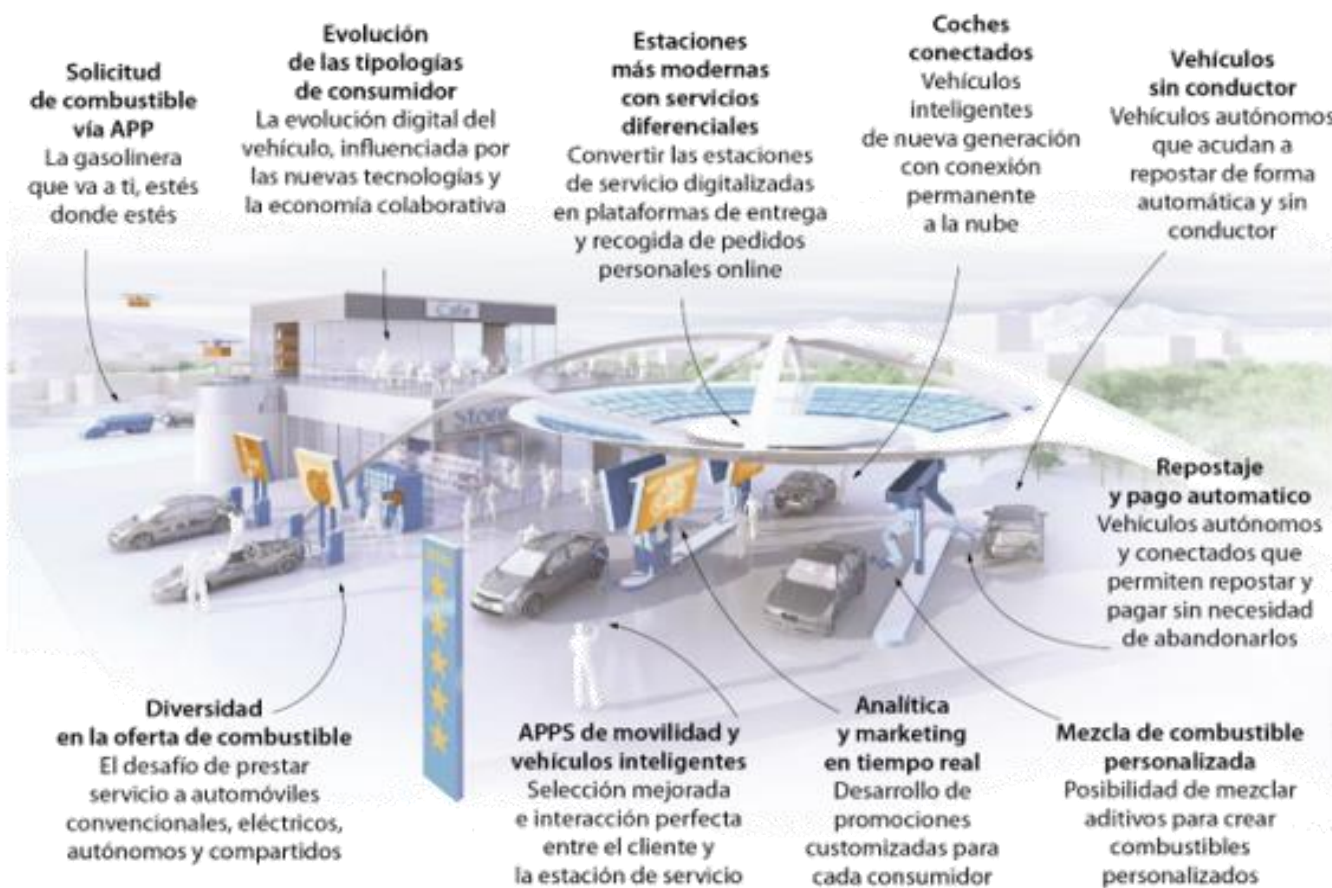 Solicitud
de combustible
vía APP
La gasolinera
que va a ti, estés
donde estés
Evolución
de las tipologías
de consumidor
La evolución digital del
vehículo, influenciada por
las nuevas tecnologías y
la economía colaborativa
Estaciones
más modernas
con servicios
diferenciales
Convertir las estaciones
de servicio digitalizadas
en plataformas de entrega
y recogida de pedidos
personales online
Coches
conectados
Vehículos
inteligentes
de nueva generación
con conexión
permanente
a la nube
Vehículos
sin conductor
Vehículos autónomos
que acudan a
repostar de forma
automática y sin
conductor
Cafe
Store
Repostaje
y pago automatico
Vehículos autónomos
y conectados que
permiten repostar y
pagar sin necesidad
de abandonarlos
Diversidad
en la oferta de combustible
El desafío de prestar
servicio a automóviles
convencionales, eléctricos,
autónomos y compartidos
APPS de movilidad y
vehículos inteligentes
Selección mejorada
e interacción perfecta
entre el cliente y
la estación de servicio
Analítica
y marketing
en tiempo real
Desarrollo de
promociones
customizadas para
cada consumidor
Mezcla de combustible
personalizada
Posibilidad de mezclar
aditivos para crear
combustibles
personalizados